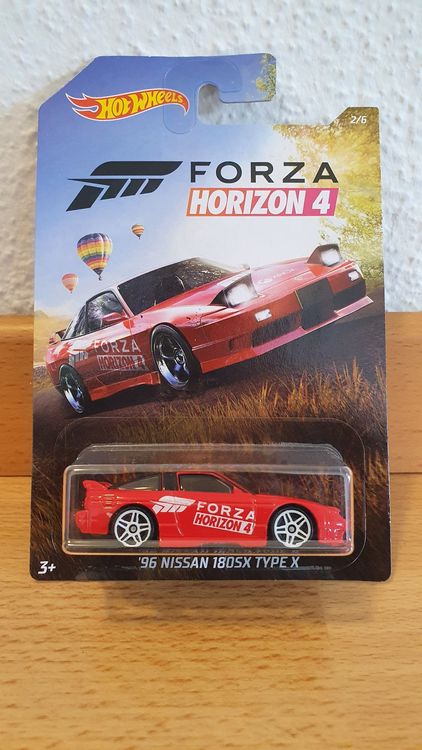 Hot Wheels
2/6
FORZA
HORIZON 4
FORZA
HORIZON 4
FORZA
HORIZON 4
'96 NISSAN 180SX TYPE X
3+